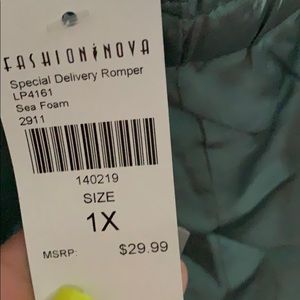 FASHION NOVA
Special Delivery Romper
LP4161
Sea Foam
2911
140219
SIZE
1X
MSRP: $29.99